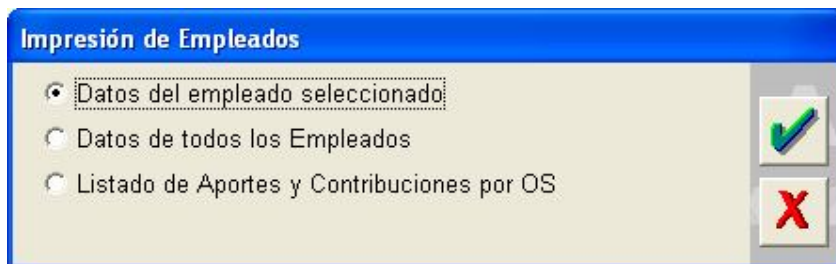 Impresión de Empleados
Datos del empleado seleccionado
Datos de todos los Empleados
Listado de Aportes y Contribuciones por OS